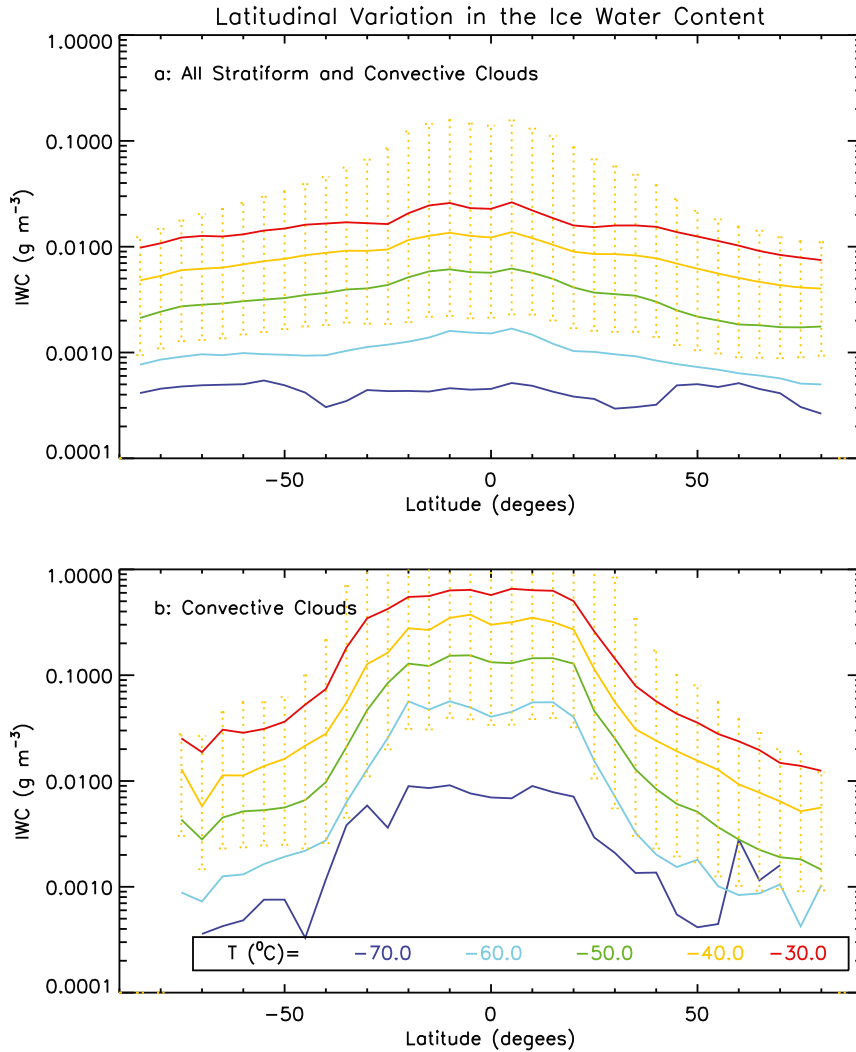 Latitudinal Variation in the Ice Water Content
1.0000
a: All Stratiform and Convective Clouds
0.1000
IWC (g m⁻³)
0.0100
0.0010
0.0001
−50
0
50
Latitude (degees)
1.0000
b: Convective Clouds
0.1000
IWC (g m⁻³)
0.0100
0.0010
T (⁰C)= −70.0 −60.0 −50.0 −40.0 −30.0
0.0001
−50
0
50
Latitude (degees)